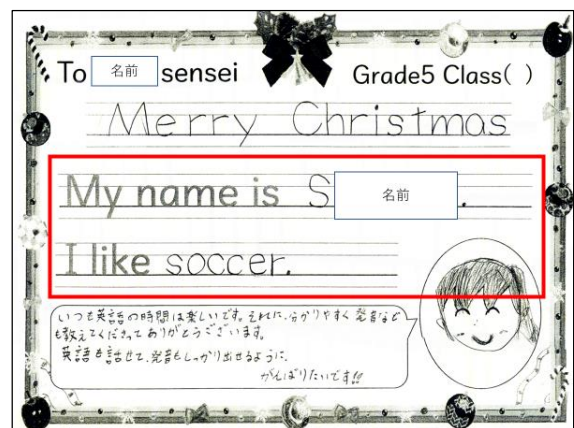 To 名前 sensei Grade5 Class( )
Merry Christmas
My name is S 名前 .
I like soccer.
いつも英語の時間は楽しいです。それに、分かりやすく発音など
も教えてくださってありがとうございます。
英語も話せて、発音もしっかり出せるように、
がんばりたいです!!